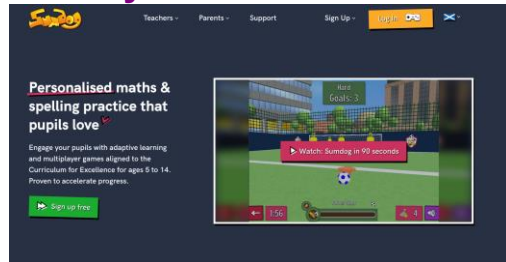 Sumdog
Teachers
Parents
Support
Sign Up
Log in
Personalised maths &
spelling practice that
pupils love
Engage your pupils with adaptive learning
and multiplayer games aligned to the
Curriculum for Excellence for ages 5 to 14.
Proven to accelerate progress.
Sign up free
Hard
Goals: 3
Watch: Sumdog in 90 seconds
1:56
4